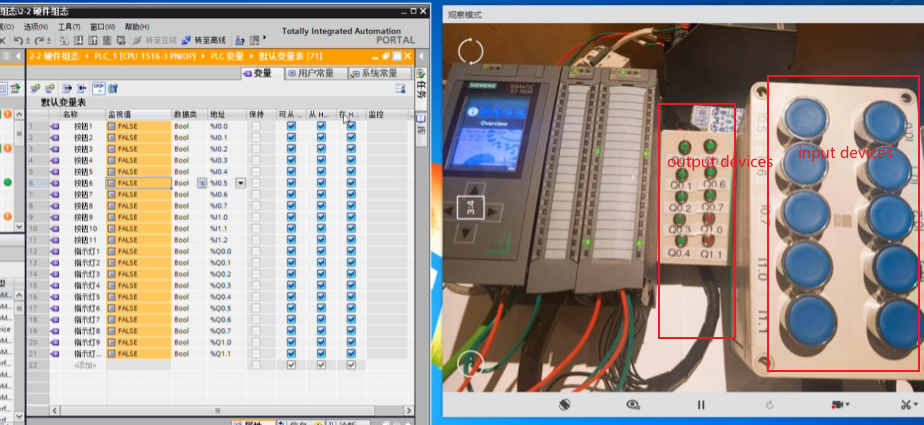 组态\2-2 硬件组态
选项(N) 工具(T) 窗口(W) 帮助(H)
Totally Integrated Automation
PORTAL
转至在线 转至离线
2-2 硬件组态 ▸ PLC_1 [CPU 1516-3 PN/DP] ▸ PLC 变量 ▸ 默认变量表 [71]
变量 用户常量 系统常量
任务
库
默认变量表
名称 监视值 数据类 地址 保持 可从... 从 H... 在 H... 监控
1 按钮1 FALSE Bool %I0.0
2 按钮2 FALSE Bool %I0.1
3 按钮3 FALSE Bool %I0.2
4 按钮4 FALSE Bool %I0.3
5 按钮5 FALSE Bool %I0.4
6 按钮6 FALSE Bool %I0.5
7 按钮7 FALSE Bool %I0.6
8 按钮8 FALSE Bool %I0.7
9 按钮9 FALSE Bool %I1.0
10 按钮10 FALSE Bool %I1.1
11 按钮11 FALSE Bool %I1.2
12 指示灯1 FALSE Bool %Q0.0
13 指示灯2 FALSE Bool %Q0.1
14 指示灯3 FALSE Bool %Q0.2
15 指示灯4 FALSE Bool %Q0.3
16 指示灯5 FALSE Bool %Q0.4
17 指示灯6 FALSE Bool %Q0.5
18 指示灯7 FALSE Bool %Q0.6
19 指示灯8 FALSE Bool %Q0.7
20 指示灯9 FALSE Bool %Q1.0
21 指示灯... FALSE Bool %Q1.1
22 <添加>
观察模式
SIEMENS
SIMATIC
S7-1500
Overview
3:4
output devices
input devices
Q0.1 Q0.6
Q0.2 Q0.7
Q0.3 Q1.0
Q0.4 Q1.1
I0.5
I0.7
I1.0
I1.1